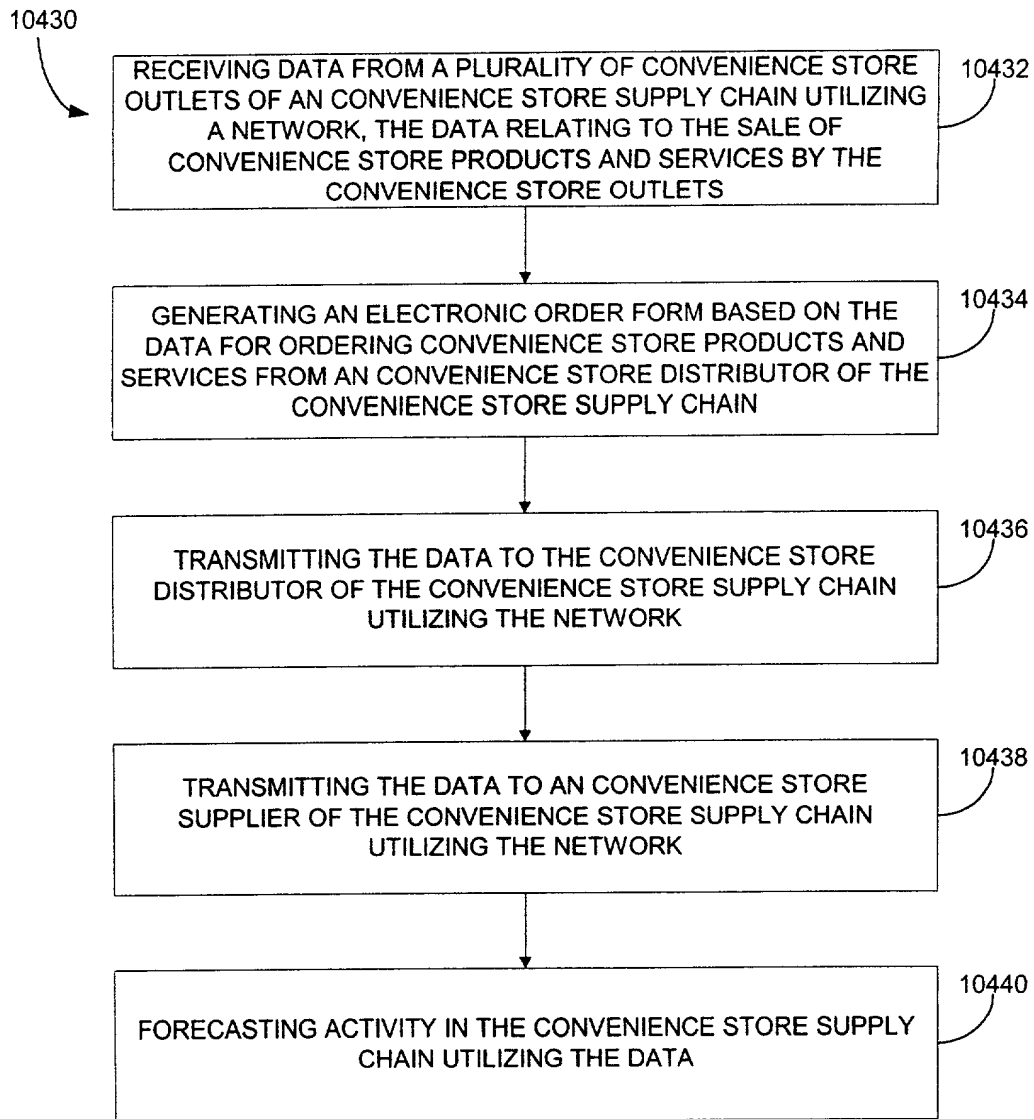 10430
RECEIVING DATA FROM A PLURALITY OF CONVENIENCE STORE
OUTLETS OF AN CONVENIENCE STORE SUPPLY CHAIN UTILIZING
A NETWORK, THE DATA RELATING TO THE SALE OF
CONVENIENCE STORE PRODUCTS AND SERVICES BY THE
CONVENIENCE STORE OUTLETS
10432
GENERATING AN ELECTRONIC ORDER FORM BASED ON THE
DATA FOR ORDERING CONVENIENCE STORE PRODUCTS AND
SERVICES FROM AN CONVENIENCE STORE DISTRIBUTOR OF THE
CONVENIENCE STORE SUPPLY CHAIN
10434
TRANSMITTING THE DATA TO THE CONVENIENCE STORE
DISTRIBUTOR OF THE CONVENIENCE STORE SUPPLY CHAIN
UTILIZING THE NETWORK
10436
TRANSMITTING THE DATA TO AN CONVENIENCE STORE
SUPPLIER OF THE CONVENIENCE STORE SUPPLY CHAIN
UTILIZING THE NETWORK
10438
FORECASTING ACTIVITY IN THE CONVENIENCE STORE SUPPLY
CHAIN UTILIZING THE DATA
10440